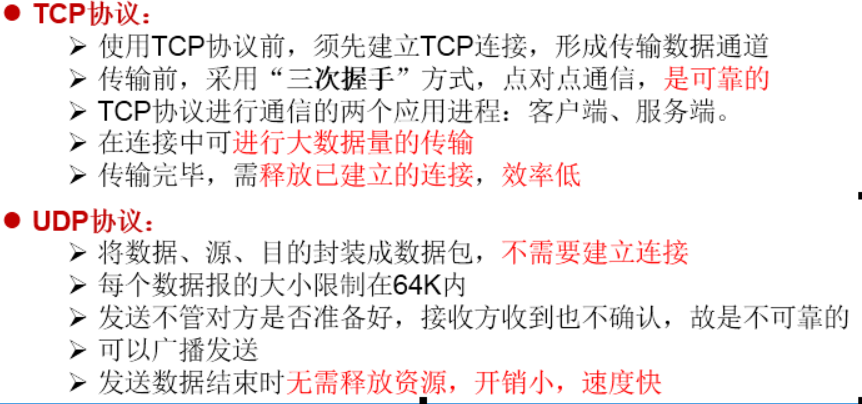 ● TCP协议：
➢ 使用TCP协议前，须先建立TCP连接，形成传输数据通道
➢ 传输前，采用“三次握手”方式，点对点通信，是可靠的
➢ TCP协议进行通信的两个应用进程：客户端、服务端。
➢ 在连接中可进行大数据量的传输
➢ 传输完毕，需释放已建立的连接，效率低
● UDP协议：
➢ 将数据、源、目的封装成数据包，不需要建立连接
➢ 每个数据报的大小限制在64K内
➢ 发送不管对方是否准备好，接收方收到也不确认，故是不可靠的
➢ 可以广播发送
➢ 发送数据结束时无需释放资源，开销小，速度快